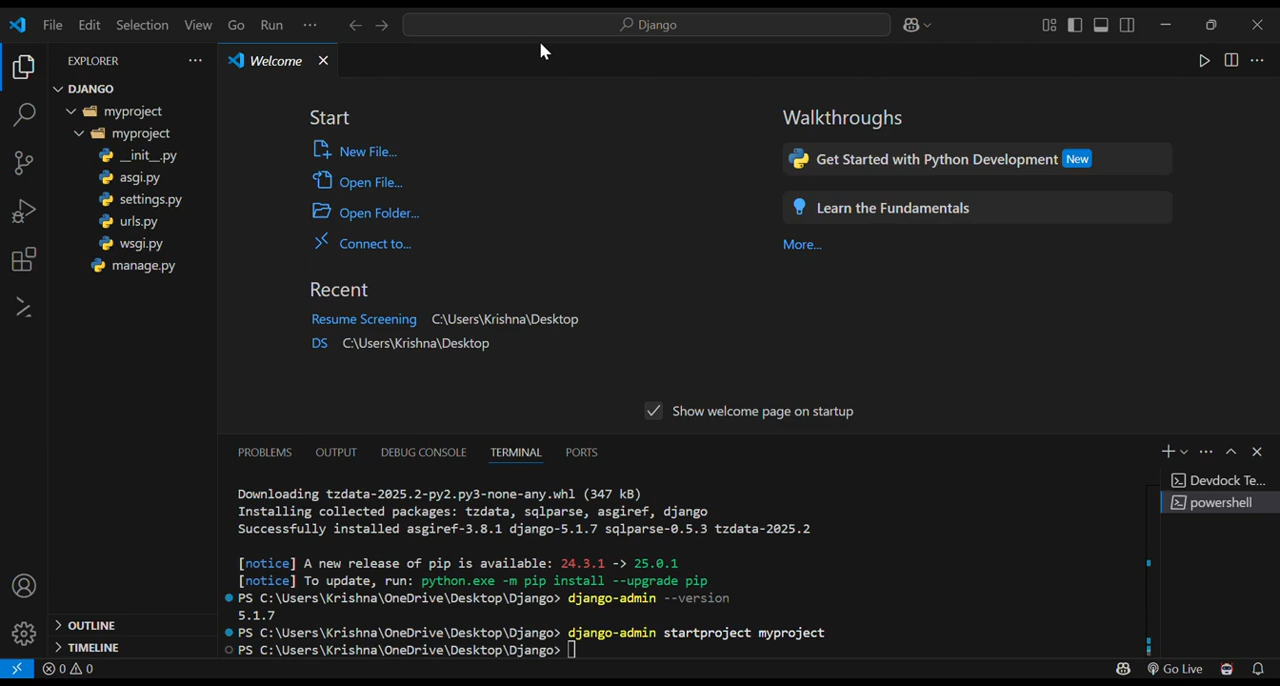 File Edit Selection View Go Run ··· Django
EXPLORER ···
Welcome
DJANGO
myproject
myproject
__init__.py
asgi.py
settings.py
urls.py
wsgi.py
manage.py
OUTLINE
TIMELINE
Start
New File...
Open File...
Open Folder...
Connect to...
Recent
Resume Screening C:\Users\Krishna\Desktop
DS C:\Users\Krishna\Desktop
Walkthroughs
Get Started with Python Development New
Learn the Fundamentals
More...
Show welcome page on startup
PROBLEMS OUTPUT DEBUG CONSOLE TERMINAL PORTS
Downloading tzdata-2025.2-py2.py3-none-any.whl (347 kB)
Installing collected packages: tzdata, sqlparse, asgiref, django
Successfully installed asgiref-3.8.1 django-5.1.7 sqlparse-0.5.3 tzdata-2025.2
[notice] A new release of pip is available: 24.3.1 -> 25.0.1
[notice] To update, run: python.exe -m pip install --upgrade pip
PS C:\Users\Krishna\OneDrive\Desktop\Django> django-admin --version
5.1.7
PS C:\Users\Krishna\OneDrive\Desktop\Django> django-admin startproject myproject
PS C:\Users\Krishna\OneDrive\Desktop\Django>
Devdock Te...
powershell
0 0
Go Live